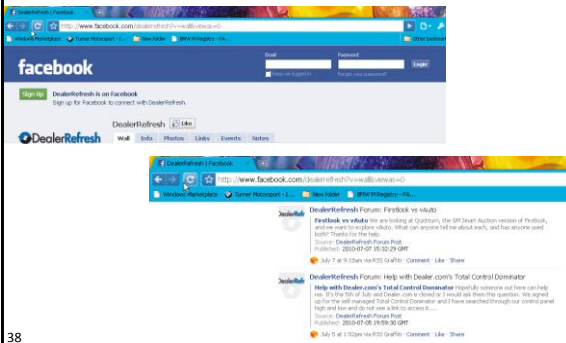 DealerRefresh | Facebook
http://www.facebook.com/dealerrefresh?v=wall&viewas=0
Windows Marketplace Turner Motorsport - I... New Folder BMW M Registry - FA...
Other Bookmarks
facebook
Email Password
Keep me logged in Forgot your password?
Login
Sign Up DealerRefresh is on Facebook
Sign up for Facebook to connect with DealerRefresh.
DealerRefresh Like
DealerRefresh Wall Info Photos Links Events Notes
DealerRefresh | Facebook
http://www.facebook.com/dealerrefresh?v=wall&viewas=0
Windows Marketplace Turner Motorsport - I... New Folder BMW M Registry - FA...
DealerRefr DealerRefresh Forum: Firstlook vs vAuto
Firstlook vs vAuto We are looking at Quicksum, the GM Smart Auction version of Firstlook,
and we want to explore vAuto. What can anyone tell me about each, and has anyone used
both? Thanks for the help.
Source: DealerRefresh Forum Post
Published: 2010-07-07 15:32:29 GMT
July 7 at 9:10am via RSS Graffiti · Comment · Like · Share
DealerRefr DealerRefresh Forum: Help with Dealer.com's Total Control Dominator
Help with Dealer.com's Total Control Dominator Hopefully someone out here can help
me. It's the 5th of July and Dealer.com is closed or I would ask them this question. We signed
up for the self managed Total Control Dominator and I have searched through our control panel
high and low and do not see a link to access it....
Source: DealerRefresh Forum Post
Published: 2010-07-05 19:59:30 GMT
July 5 at 1:52pm via RSS Graffiti · Comment · Like · Share
38